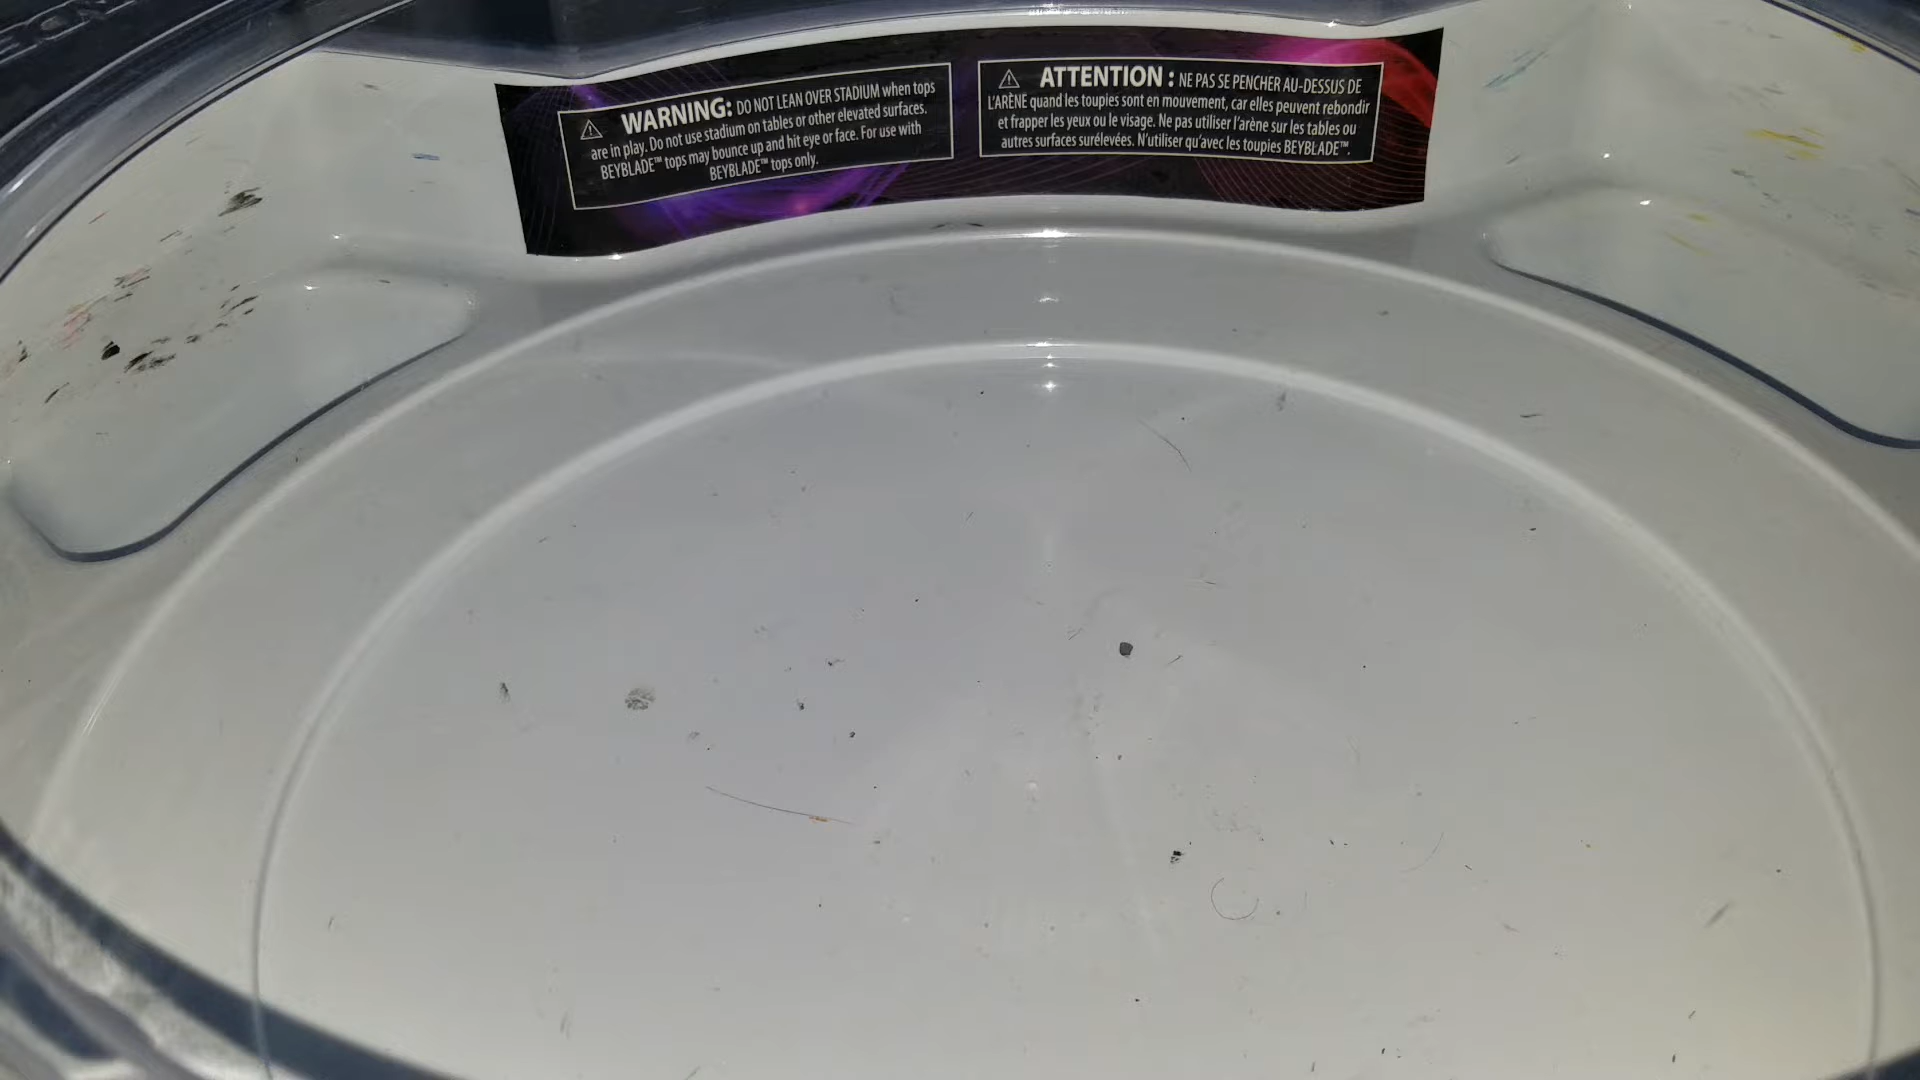 ⚠ WARNING: DO NOT LEAN OVER STADIUM when tops
are in play. Do not use stadium on tables or other elevated surfaces.
BEYBLADE™ tops may bounce up and hit eye or face. For use with
BEYBLADE™ tops only.
⚠ ATTENTION : NE PAS SE PENCHER AU-DESSUS DE
L'ARÈNE quand les toupies sont en mouvement, car elles peuvent rebondir
et frapper les yeux ou le visage. Ne pas utiliser l'arène sur les tables ou
autres surfaces surélevées. N'utiliser qu'avec les toupies BEYBLADE™.